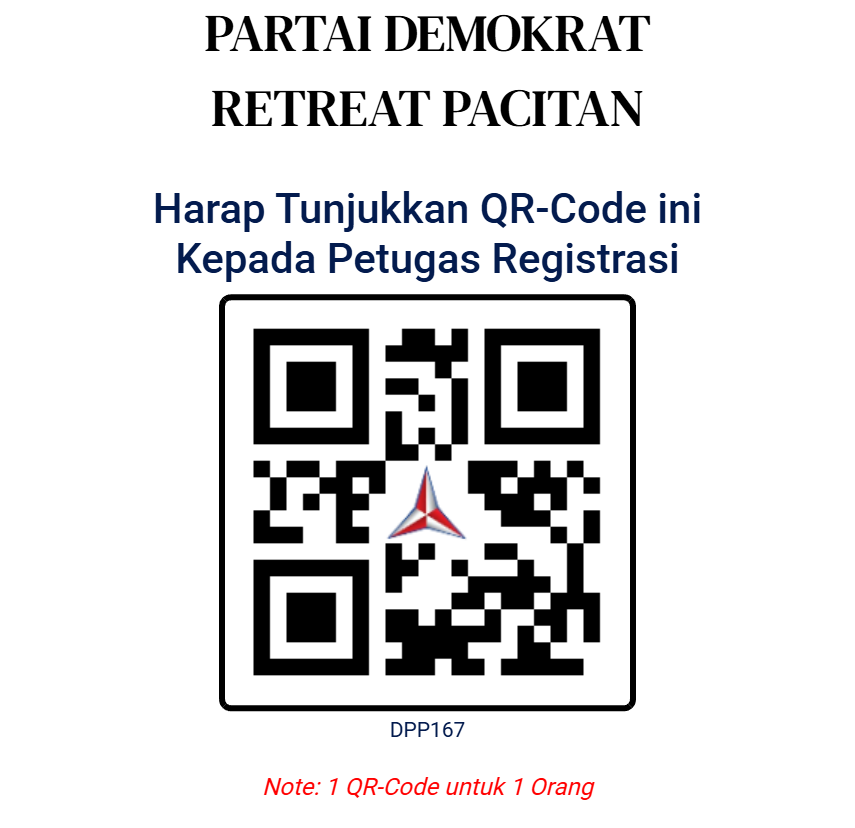 PARTAI DEMOKRAT
RETREAT PACITAN
Harap Tunjukkan QR-Code ini
Kepada Petugas Registrasi
DPP167
Note: 1 QR-Code untuk 1 Orang